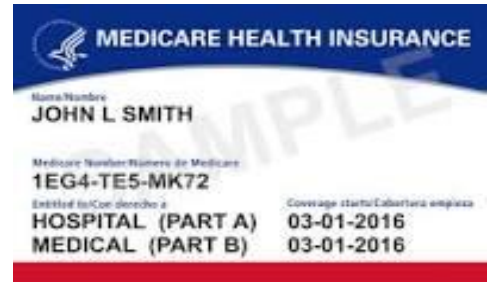 MEDICARE HEALTH INSURANCE
Name/Nombre
JOHN L SMITH
Medicare Number/Número de Medicare
1EG4-TE5-MK72
Entitled to/Con derecho a Coverage starts/Cobertura empieza
HOSPITAL (PART A) 03-01-2016
MEDICAL (PART B) 03-01-2016
SAMPLE